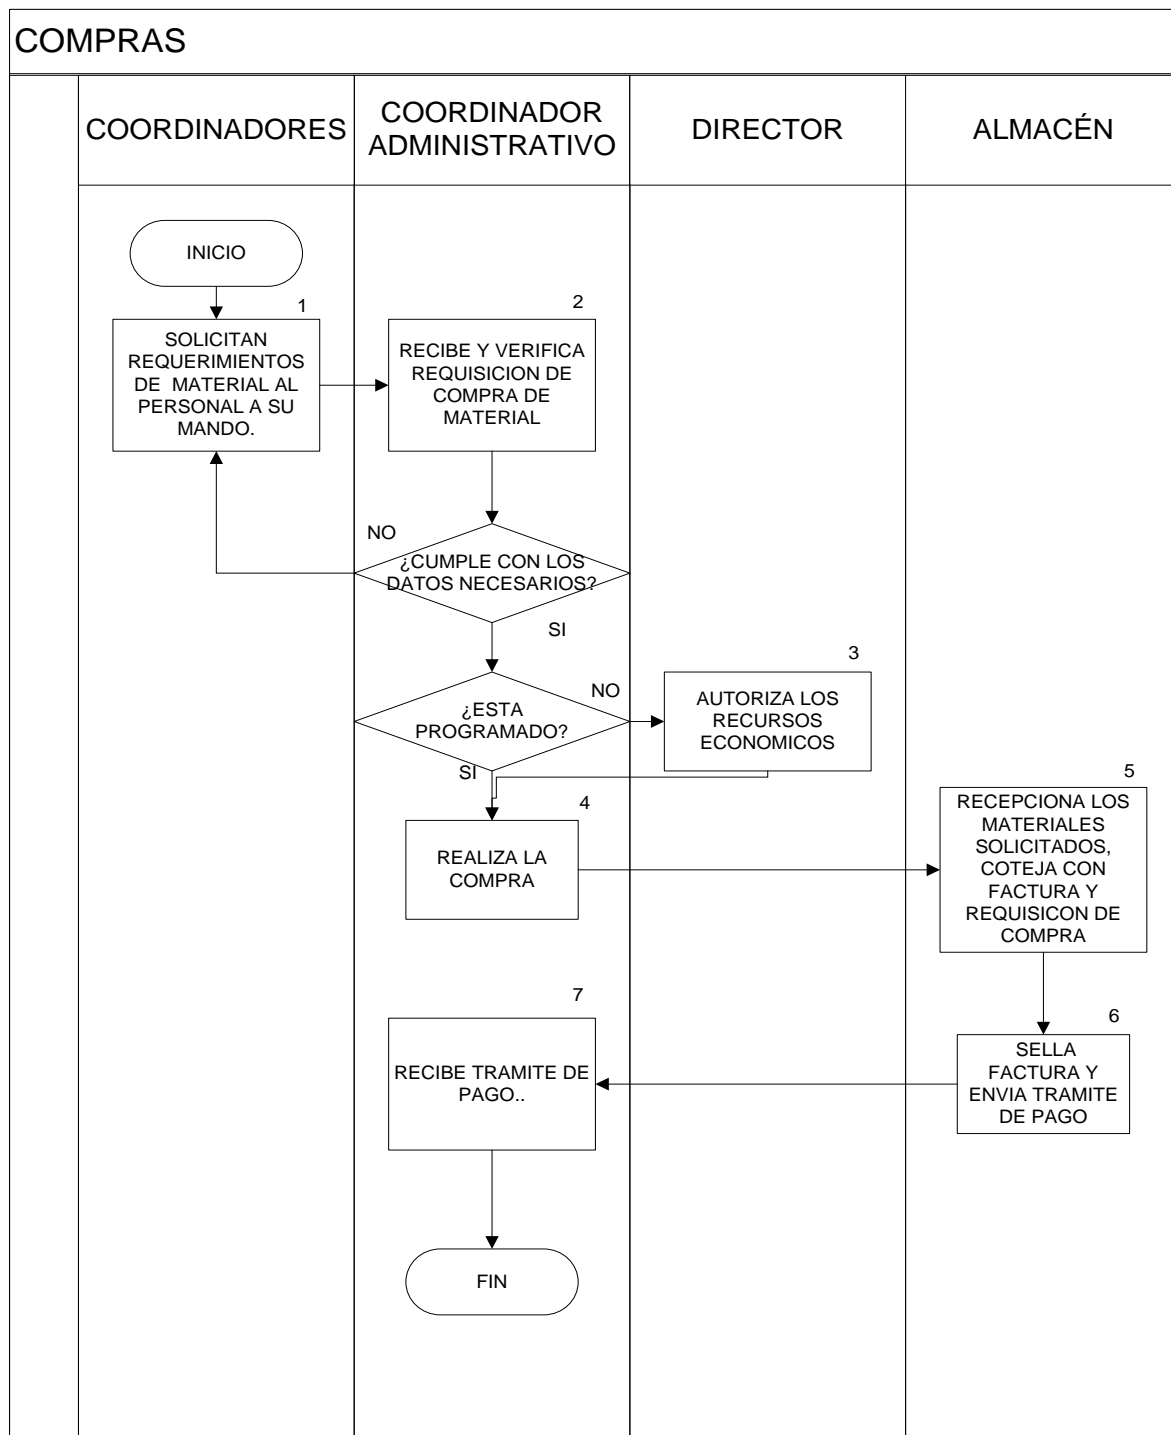 COMPRAS
COORDINADORES
COORDINADOR
ADMINISTRATIVO
DIRECTOR
ALMACÉN
INICIO
1
SOLICITAN
REQUERIMIENTOS
DE MATERIAL AL
PERSONAL A SU
MANDO.
2
RECIBE Y VERIFICA
REQUISICION DE
COMPRA DE
MATERIAL
NO
¿CUMPLE CON LOS
DATOS NECESARIOS?
SI
¿ESTA
PROGRAMADO?
NO
SI
3
AUTORIZA LOS
RECURSOS
ECONOMICOS
4
REALIZA LA
COMPRA
5
RECEPCIONA LOS
MATERIALES
SOLICITADOS,
COTEJA CON
FACTURA Y
REQUISICON DE
COMPRA
6
SELLA
FACTURA Y
ENVIA TRAMITE
DE PAGO
7
RECIBE TRAMITE DE
PAGO..
FIN